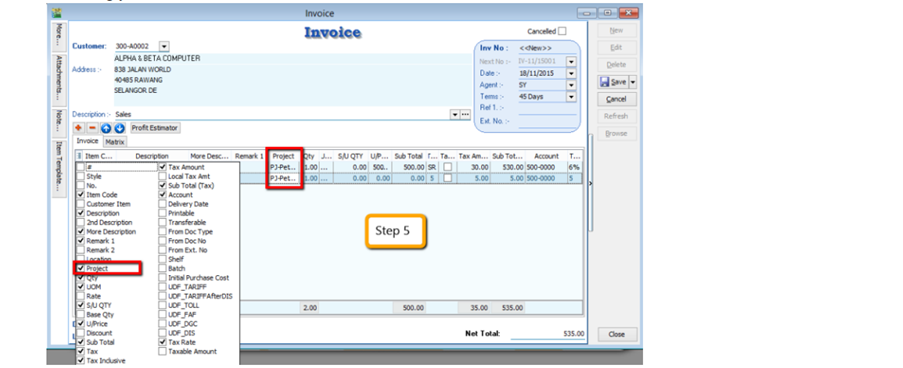 Invoice
Invoice
Cancelled
New
Edit
Delete
Save
Cancel
Refresh
Browse
More...
Attachments...
Note...
Item Template...
Customer: 300-A0002
ALPHA & BETA COMPUTER
Address :- 838 JALAN WORLD
40485 RAWANG
SELANGOR DE
Inv No : <<New>>
Next No :- IV-11/15001
Date :- 18/11/2015
Agent :- SY
Terms :- 45 Days
Ref 1. :-
Ext. No. :-
Description :- Sales
Profit Estimator
Invoice Matrix
Item C... Description More Desc... Remark 1 Project Qty J... S/U QTY U/P... Sub Total T... Ta... Tax Am... Sub Tot... Account T...
PJ-Pet... 1.00 ... 0.00 500.. 500.00 SR 30.00 530.00 500-0000 6%
PJ-Pet... 1.00 ... 0.00 0.00 0.00 S 5.00 5.00 500-0000 5
#
Style
No.
Item Code
Customer Item
Description
2nd Description
More Description
Remark 1
Remark 2
Location
Project
Qty
UOM
Rate
S/U QTY
Base Qty
U/Price
Discount
Sub Total
Tax
Tax Indusive
Tax Amount
Local Tax Amt
Sub Total (Tax)
Account
Delivery Date
Printable
Transferable
From Doc Type
From Doc No
From Ext. No
Shelf
Batch
Initial Purchase Cost
UDF_TARIFF
UDF_TARIFFAfterDIS
UDF_TOLL
UDF_FAF
UDF_DGC
UDF_DIS
Tax Rate
Taxable Amount
Step 5
2.00 500.00 35.00 535.00
Net Total: 535.00
Close